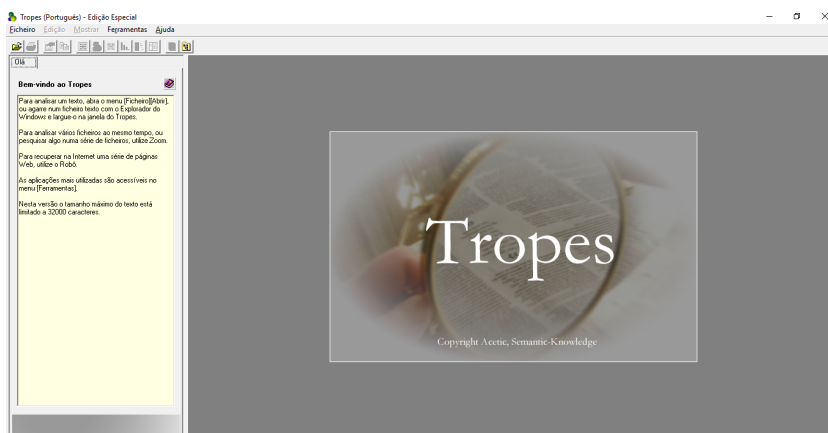 Tropes (Português) - Edição Especial
Ficheiro Edição Mostrar Ferramentas Ajuda
Olá
Bem-vindo ao Tropes
Para analisar um texto, abra o menu [Ficheiro][Abrir],
ou agarre num ficheiro texto com o Explorador do
Windows e largue-o na janela do Tropes.
Para analisar vários ficheiros ao mesmo tempo, ou
pesquisar algo numa série de ficheiros, utilize Zoom.
Para recuperar na Internet uma série de páginas
Web, utilize o Robô.
As aplicações mais utilizadas são acessíveis no
menu [Ferramentas].
Nesta versão o tamanho máximo do texto está
limitado a 32000 caracteres.
Tropes
Copyright Acetic, Semantic-Knowledge